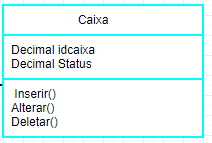 Caixa
Decimal idcaixa
Decimal Status
Inserir()
Alterar()
Deletar()